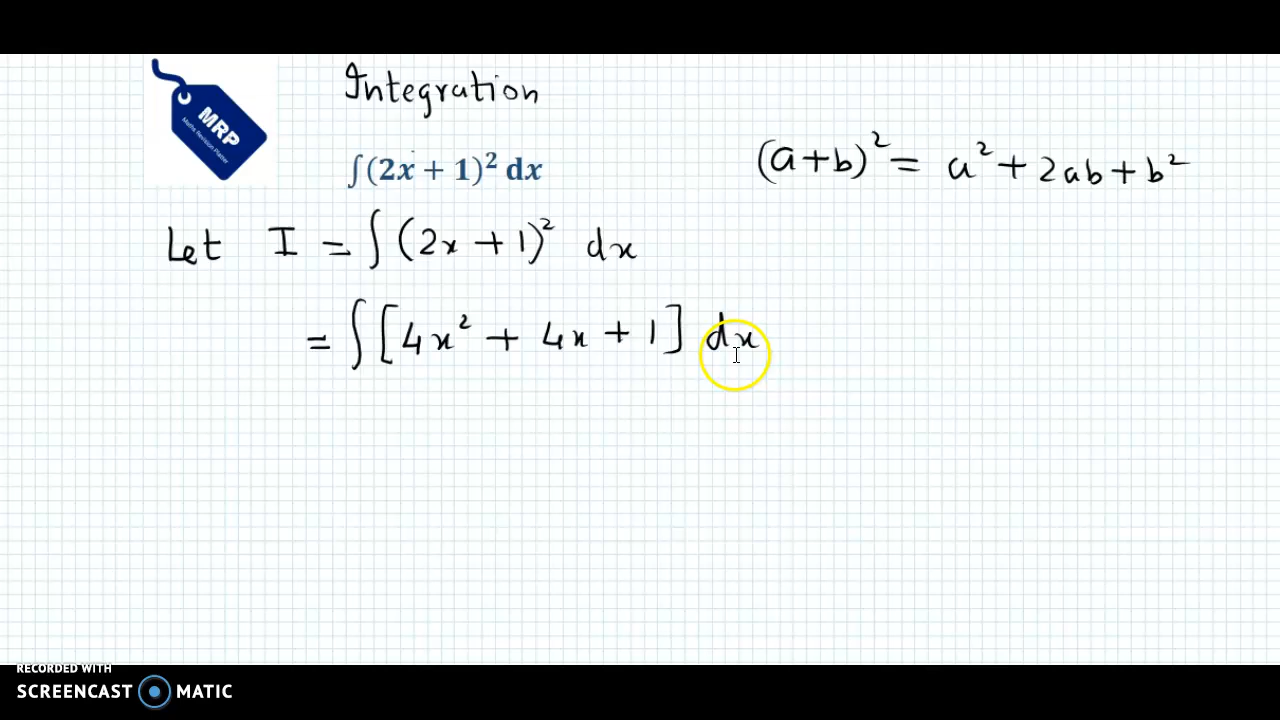 MRP
Maths Revision Platter
Integration
∫(2x + 1)² dx
(a+b)² = a² + 2ab + b²
Let I = ∫ (2x + 1)² dx
= ∫ [4x² + 4x + 1] dx
RECORDED WITH
SCREENCAST MATIC